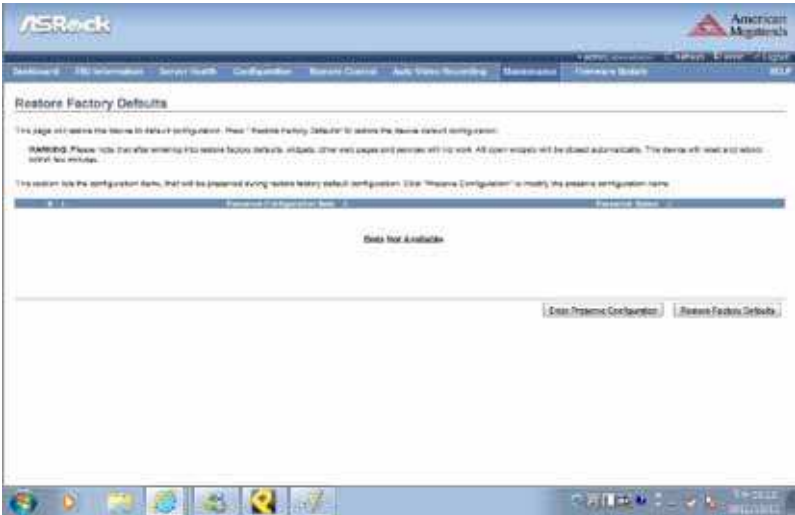 ASRock
American Megatrends
Dashboard FRU Information Server Health Configuration Remote Control Auto Video Recording Maintenance Firmware Update HELP
Restore Factory Defaults
This page will restore the device to default configuration. Press "Restore Factory Defaults" to restore the device default configuration.
WARNING: Please note that after entering into restore factory defaults, widgets, other web pages and services will not work. All open widgets will be closed automatically. The device will reset and reboot
within few minutes.
This section lists the configuration items, that will be preserved during restore factory default configuration. Click "Preserve Configuration" to modify the preserve configuration items.
# Preserve Configuration Item Preserve Status
Data Not Available
Enter Preserve Configuration Restore Factory Defaults